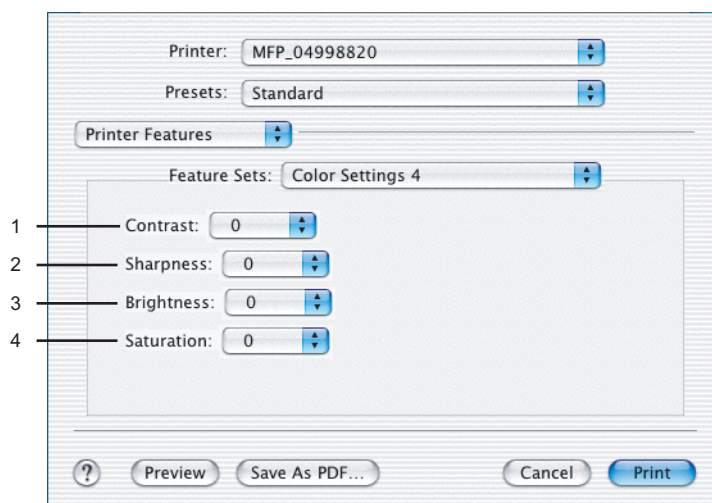 Printer: MFP_04998820
Presets: Standard
Printer Features
Feature Sets: Color Settings 4
1 Contrast: 0
2 Sharpness: 0
3 Brightness: 0
4 Saturation: 0
? Preview Save As PDF... Cancel Print